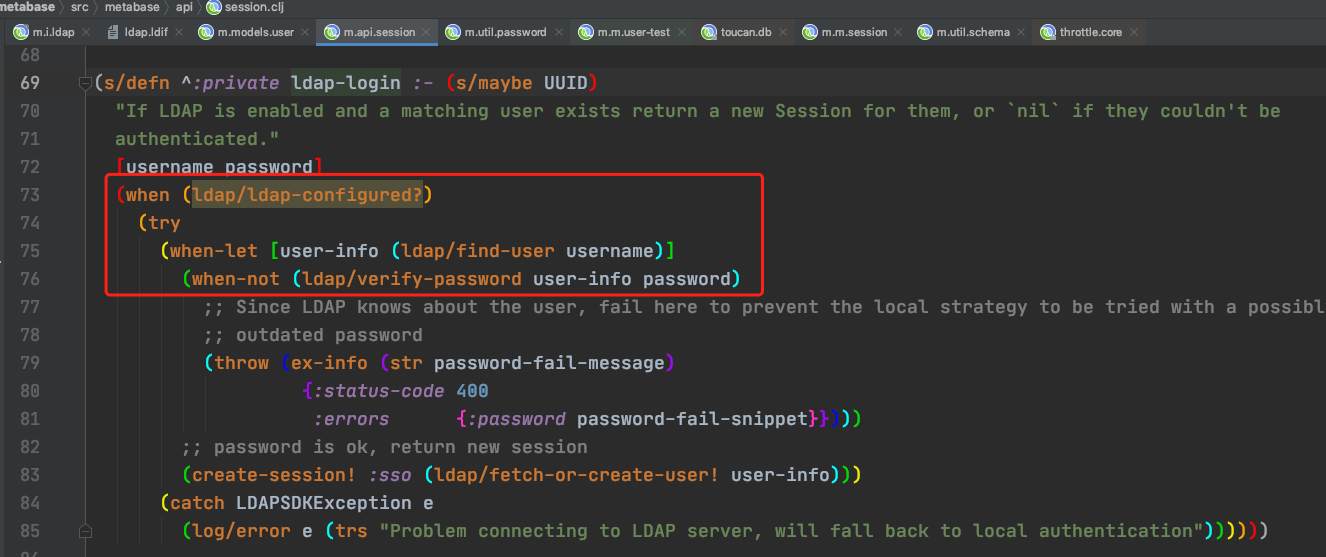 metabase › src › metabase › api › session.clj
m.i.ldap × ldap.ldif × m.models.user × m.api.session × m.util.password × m.m.user-test × toucan.db × m.m.session × m.util.schema × throttle.core ×
68
69 (s/defn ^:private ldap-login :- (s/maybe UUID)
70 "If LDAP is enabled and a matching user exists return a new Session for them, or `nil` if they couldn't be
71 authenticated."
72 [username password]
73 (when (ldap/ldap-configured?)
74 (try
75 (when-let [user-info (ldap/find-user username)]
76 (when-not (ldap/verify-password user-info password)
77 ;; Since LDAP knows about the user, fail here to prevent the local strategy to be tried with a possibl
78 ;; outdated password
79 (throw (ex-info (str password-fail-message)
80 {:status-code 400
81 :errors {:password password-fail-snippet}})))
82 ;; password is ok, return new session
83 (create-session! :sso (ldap/fetch-or-create-user! user-info)))
84 (catch LDAPSDKException e
85 (log/error e (trs "Problem connecting to LDAP server, will fall back to local authentication"))))))